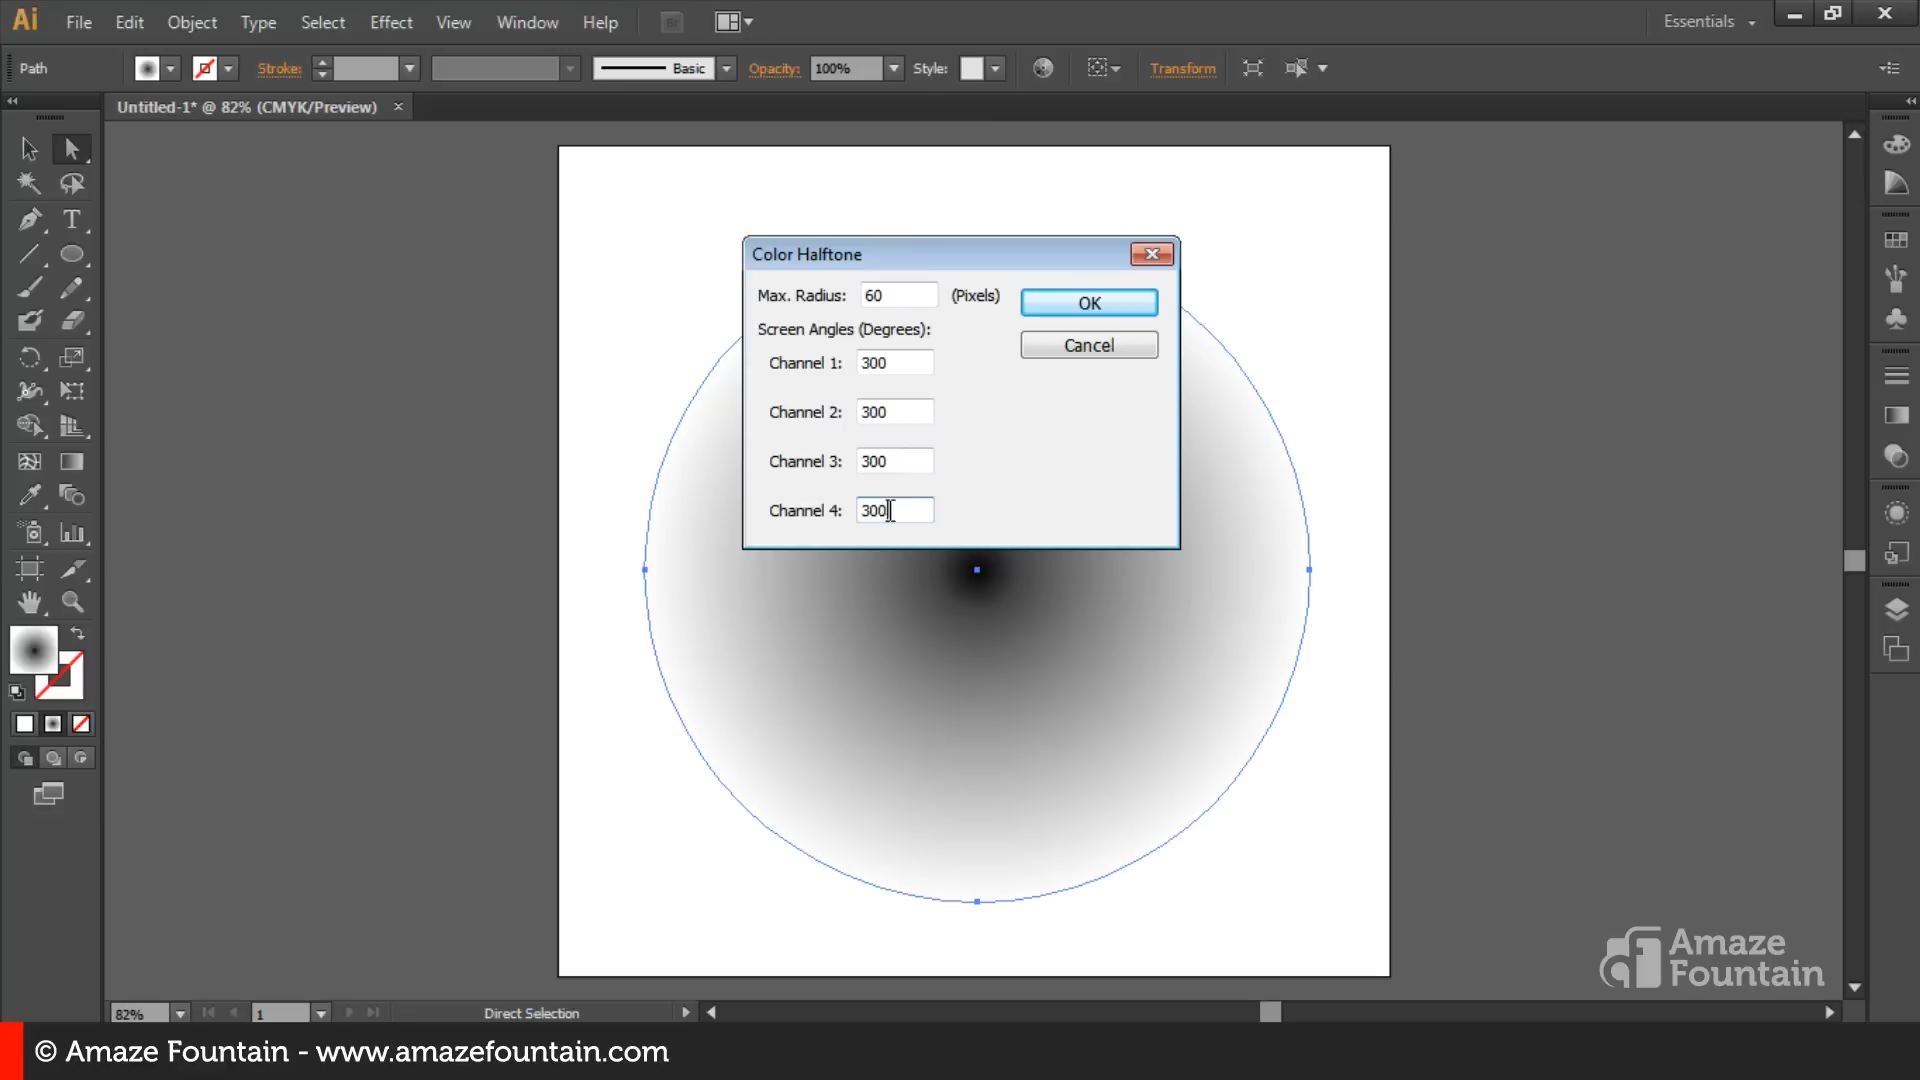 Ai File Edit Object Type Select Effect View Window Help Br Essentials
Path Stroke: Basic Opacity: 100% Style: Transform
Untitled-1* @ 82% (CMYK/Preview)
T
Color Halftone
Max. Radius: 60 (Pixels) OK
Screen Angles (Degrees):
Cancel
Channel 1: 300
Channel 2: 300
Channel 3: 300
Channel 4: 300
Amaze
Fountain
82% 1 Direct Selection
© Amaze Fountain - www.amazefountain.com